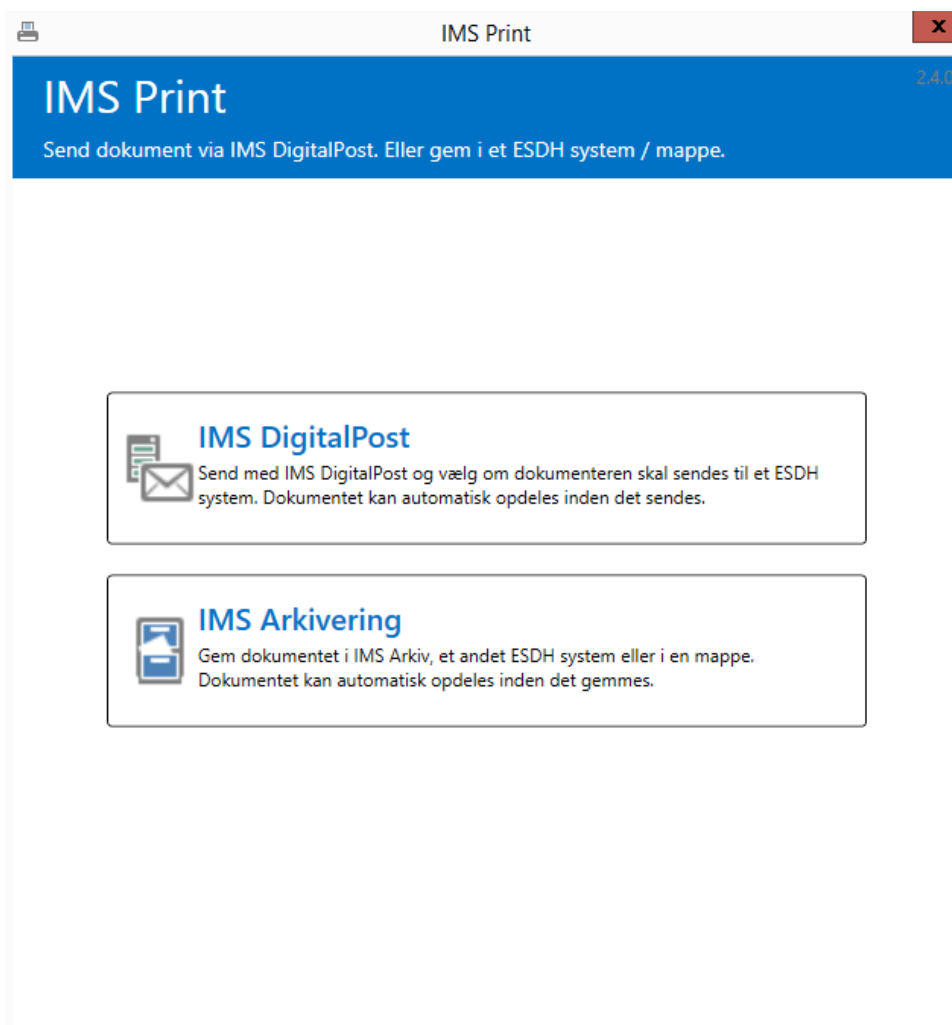 IMS Print
x
2.4.0
IMS Print
Send dokument via IMS DigitalPost. Eller gem i et ESDH system / mappe.
IMS DigitalPost
Send med IMS DigitalPost og vælg om dokumenteren skal sendes til et ESDH
system. Dokumentet kan automatisk opdeles inden det sendes.
IMS Arkivering
Gem dokumentet i IMS Arkiv, et andet ESDH system eller i en mappe.
Dokumentet kan automatisk opdeles inden det gemmes.